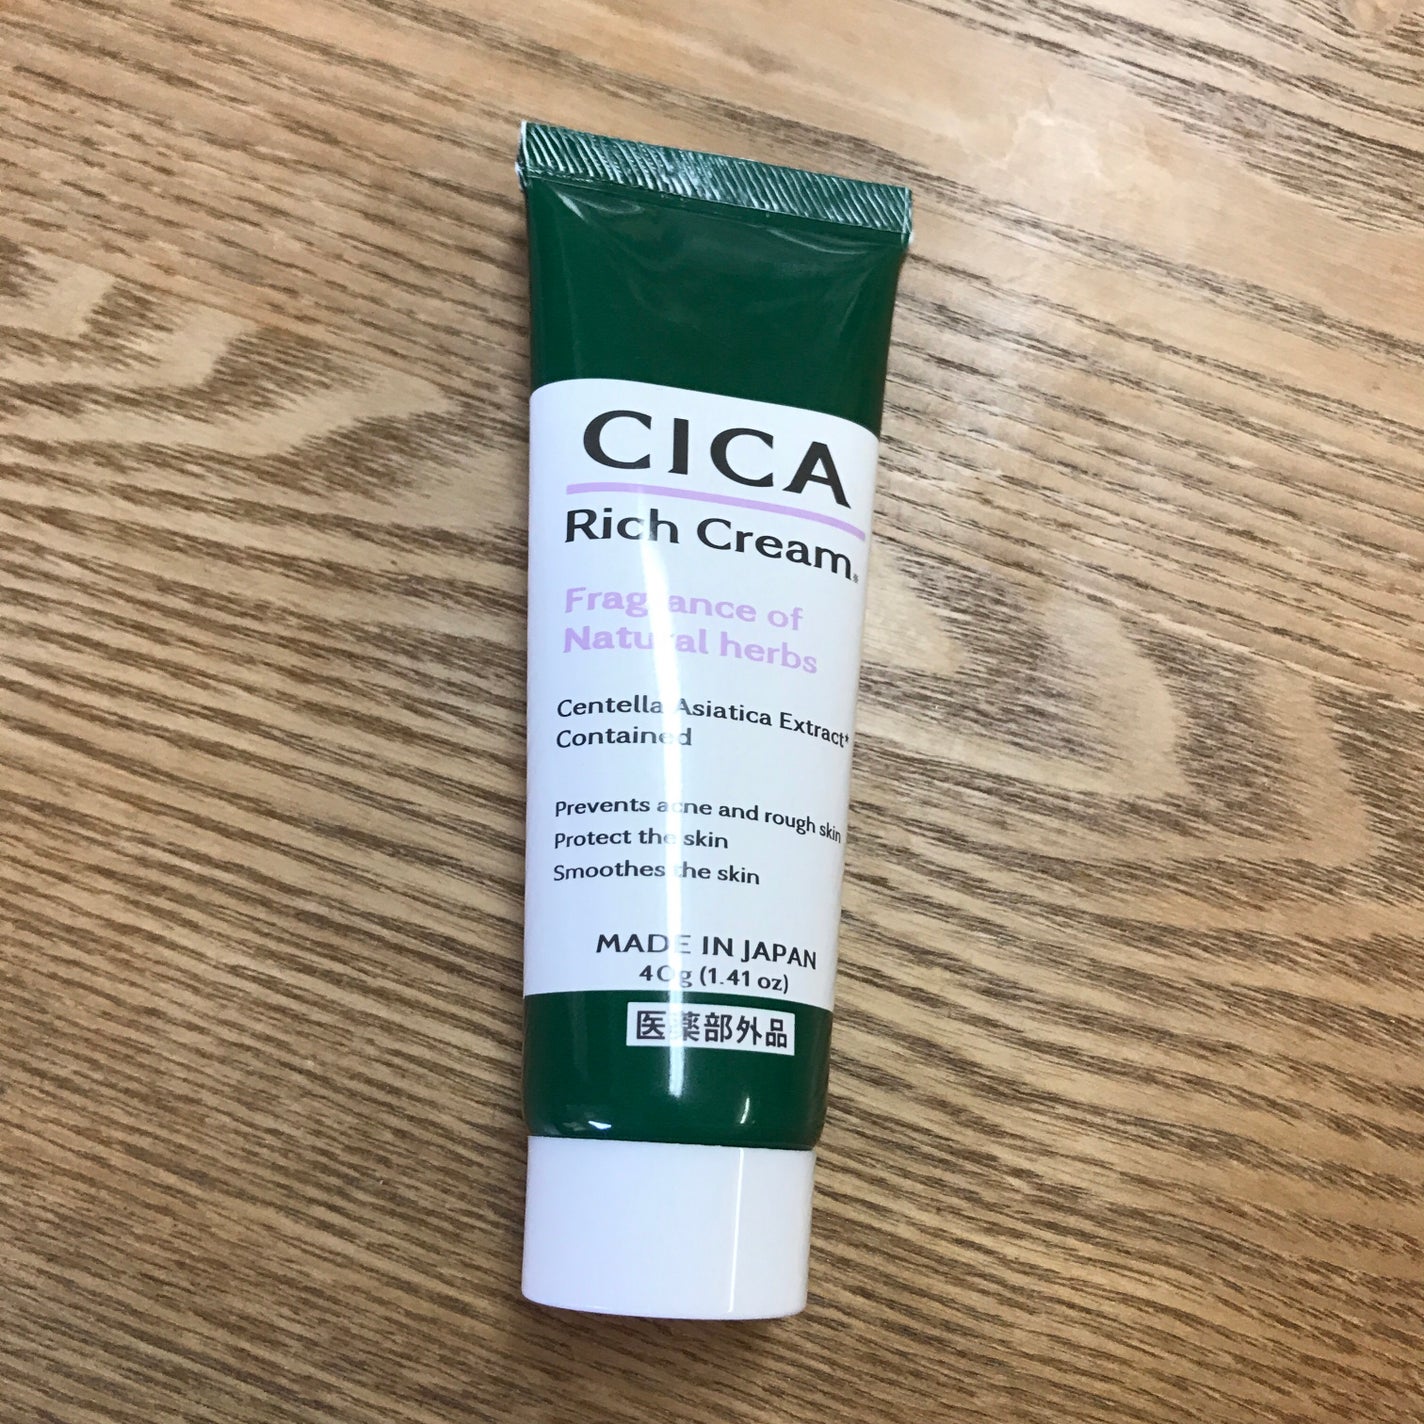 CICA
Rich Cream*
Fragrance of
Natural herbs
Centella Asiatica Extract*
Contained
Prevents acne and rough skin
Protect the skin
Smoothes the skin
MADE IN JAPAN
40g (1.41 oz)
医薬部外品